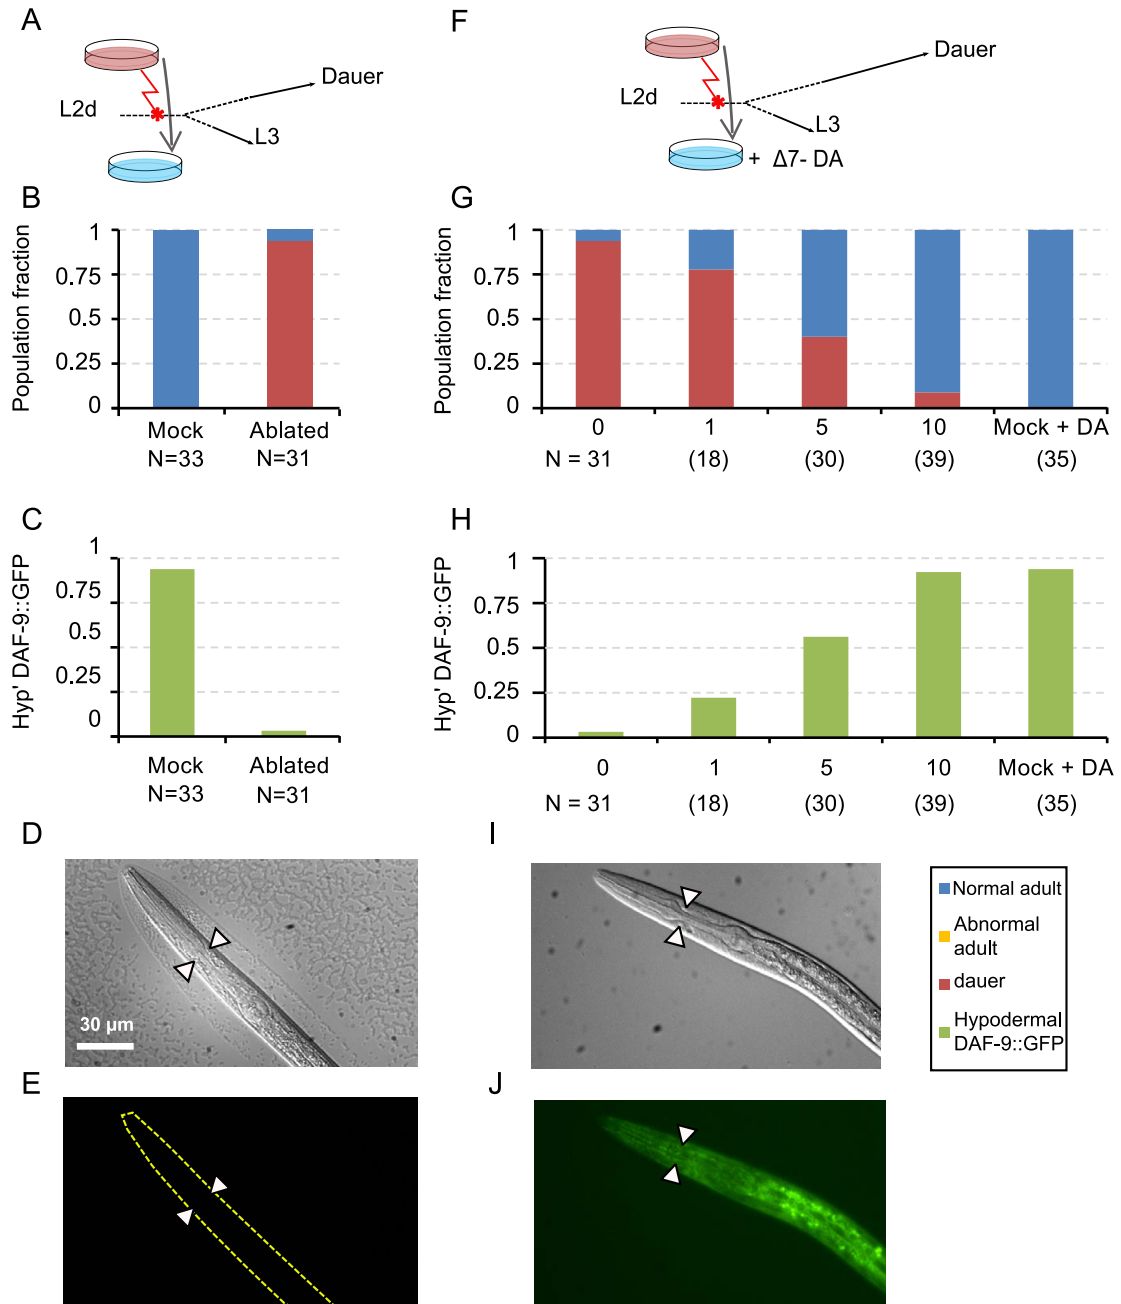 A
L2d
Dauer
L3
B
Population fraction
1
0.75
0.5
0.25
0
Mock
N=33
Ablated
N=31
C
Hyp' DAF-9::GFP
1
0.75
0.5
0.25
0
Mock
N=33
Ablated
N=31
D
30 µm
E
F
L2d
Dauer
L3
+ Δ7- DA
G
Population fraction
1
0.75
0.5
0.25
0
0 1 5 10 Mock + DA
N = 31 (18) (30) (39) (35)
H
Hyp' DAF-9::GFP
1
0.75
0.5
0.25
0
0 1 5 10 Mock + DA
N = 31 (18) (30) (39) (35)
I
J
Normal adult
Abnormal
adult
dauer
Hypodermal
DAF-9::GFP